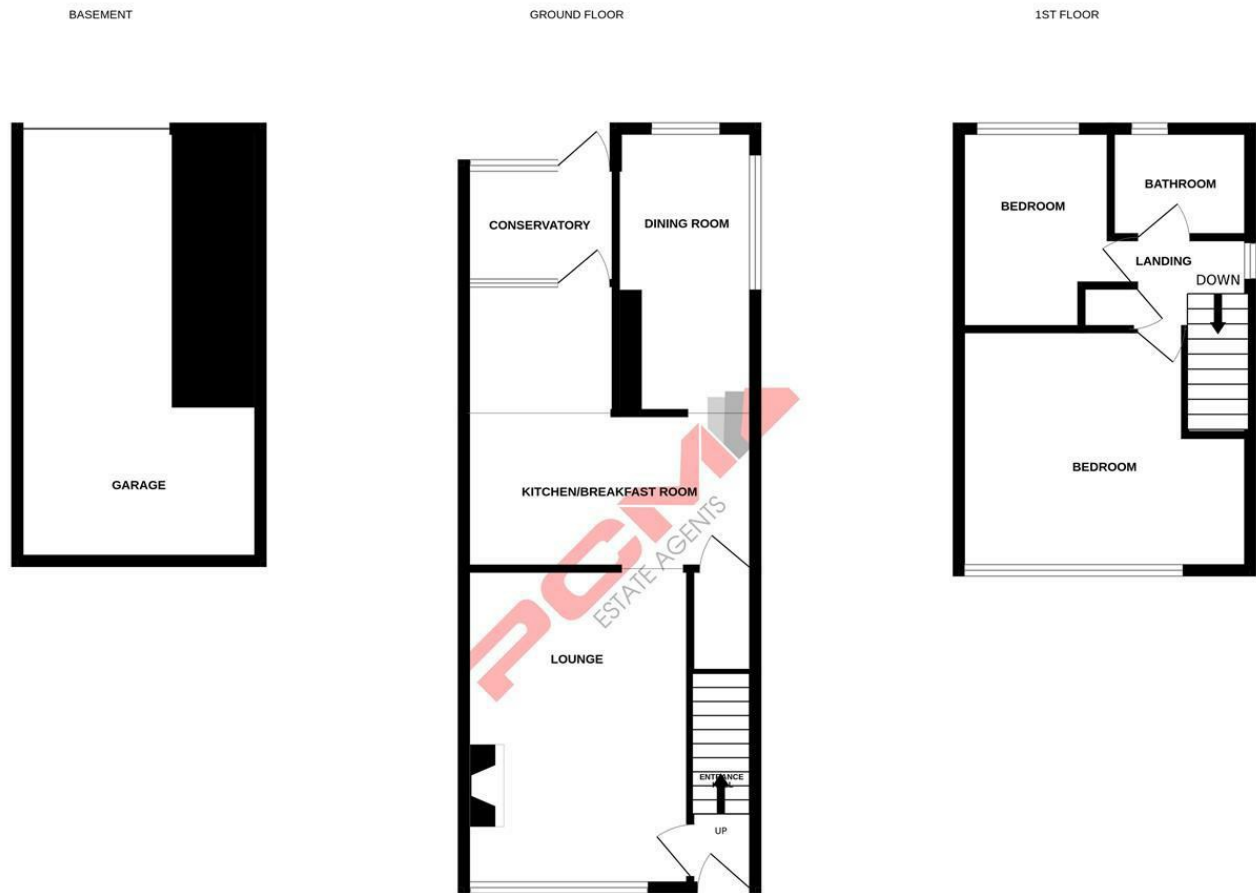 BASEMENT
GROUND FLOOR
1ST FLOOR
GARAGE
CONSERVATORY
DINING ROOM
KITCHEN/BREAKFAST ROOM
LOUNGE
ENTRANCE
UP
BEDROOM
BATHROOM
LANDING
DOWN
BEDROOM
PCM
ESTATE AGENTS